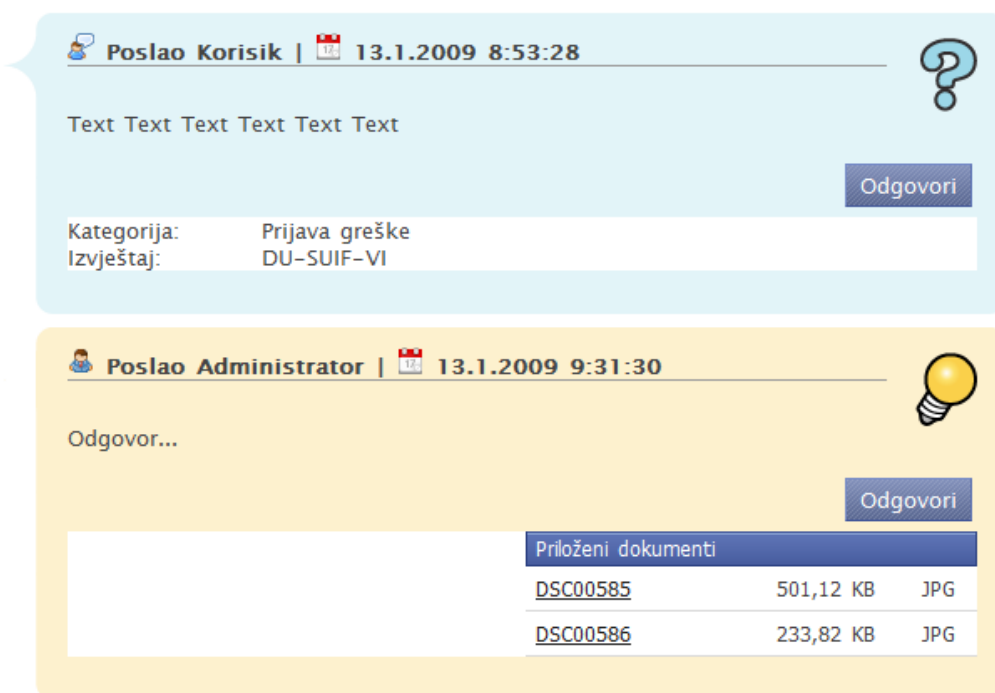 Poslao Korisik | 13.1.2009 8:53:28
Text Text Text Text Text Text
Odgovori
Kategorija: Prijava greške
Izvještaj: DU-SUIF-VI
Poslao Administrator | 13.1.2009 9:31:30
Odgovor...
Odgovori
Priloženi dokumenti
DSC00585 501,12 KB JPG
DSC00586 233,82 KB JPG